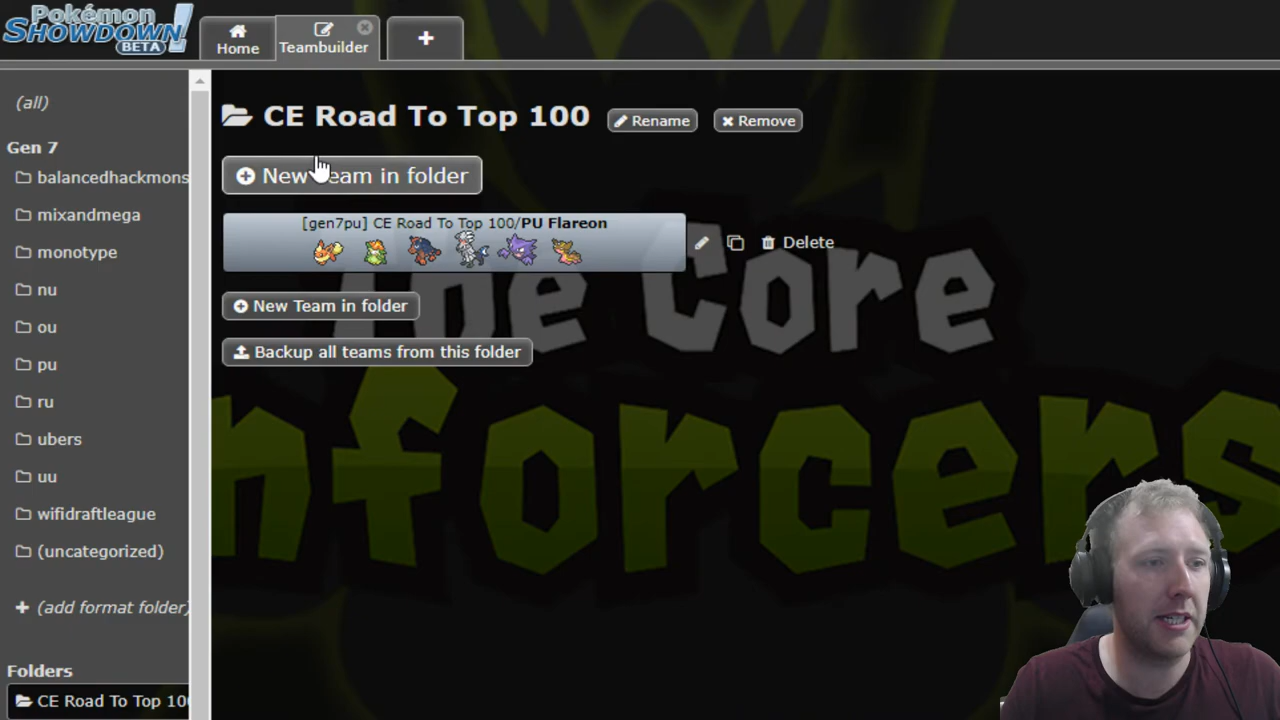 Pokémon
SHOWDOWN!
BETA
Home
Teambuilder
(all)
Gen 7
balancedhackmons
mixandmega
monotype
nu
ou
pu
ru
ubers
uu
wifidraftleague
(uncategorized)
(add format folder)
Folders
CE Road To Top 100
CE Road To Top 100
Rename
Remove
New Team in folder
[gen7pu] CE Road To Top 100/PU Flareon
Delete
New Team in folder
Backup all teams from this folder
The Core
nforcers